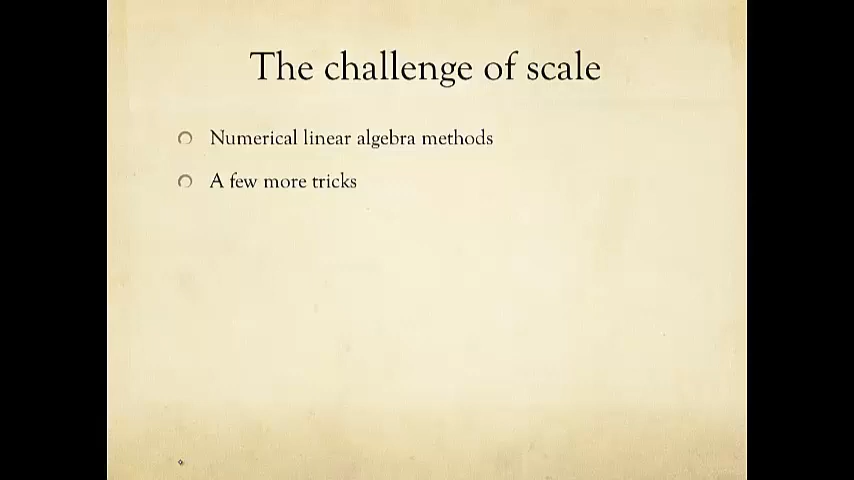 The challenge of scale
Numerical linear algebra methods
A few more tricks